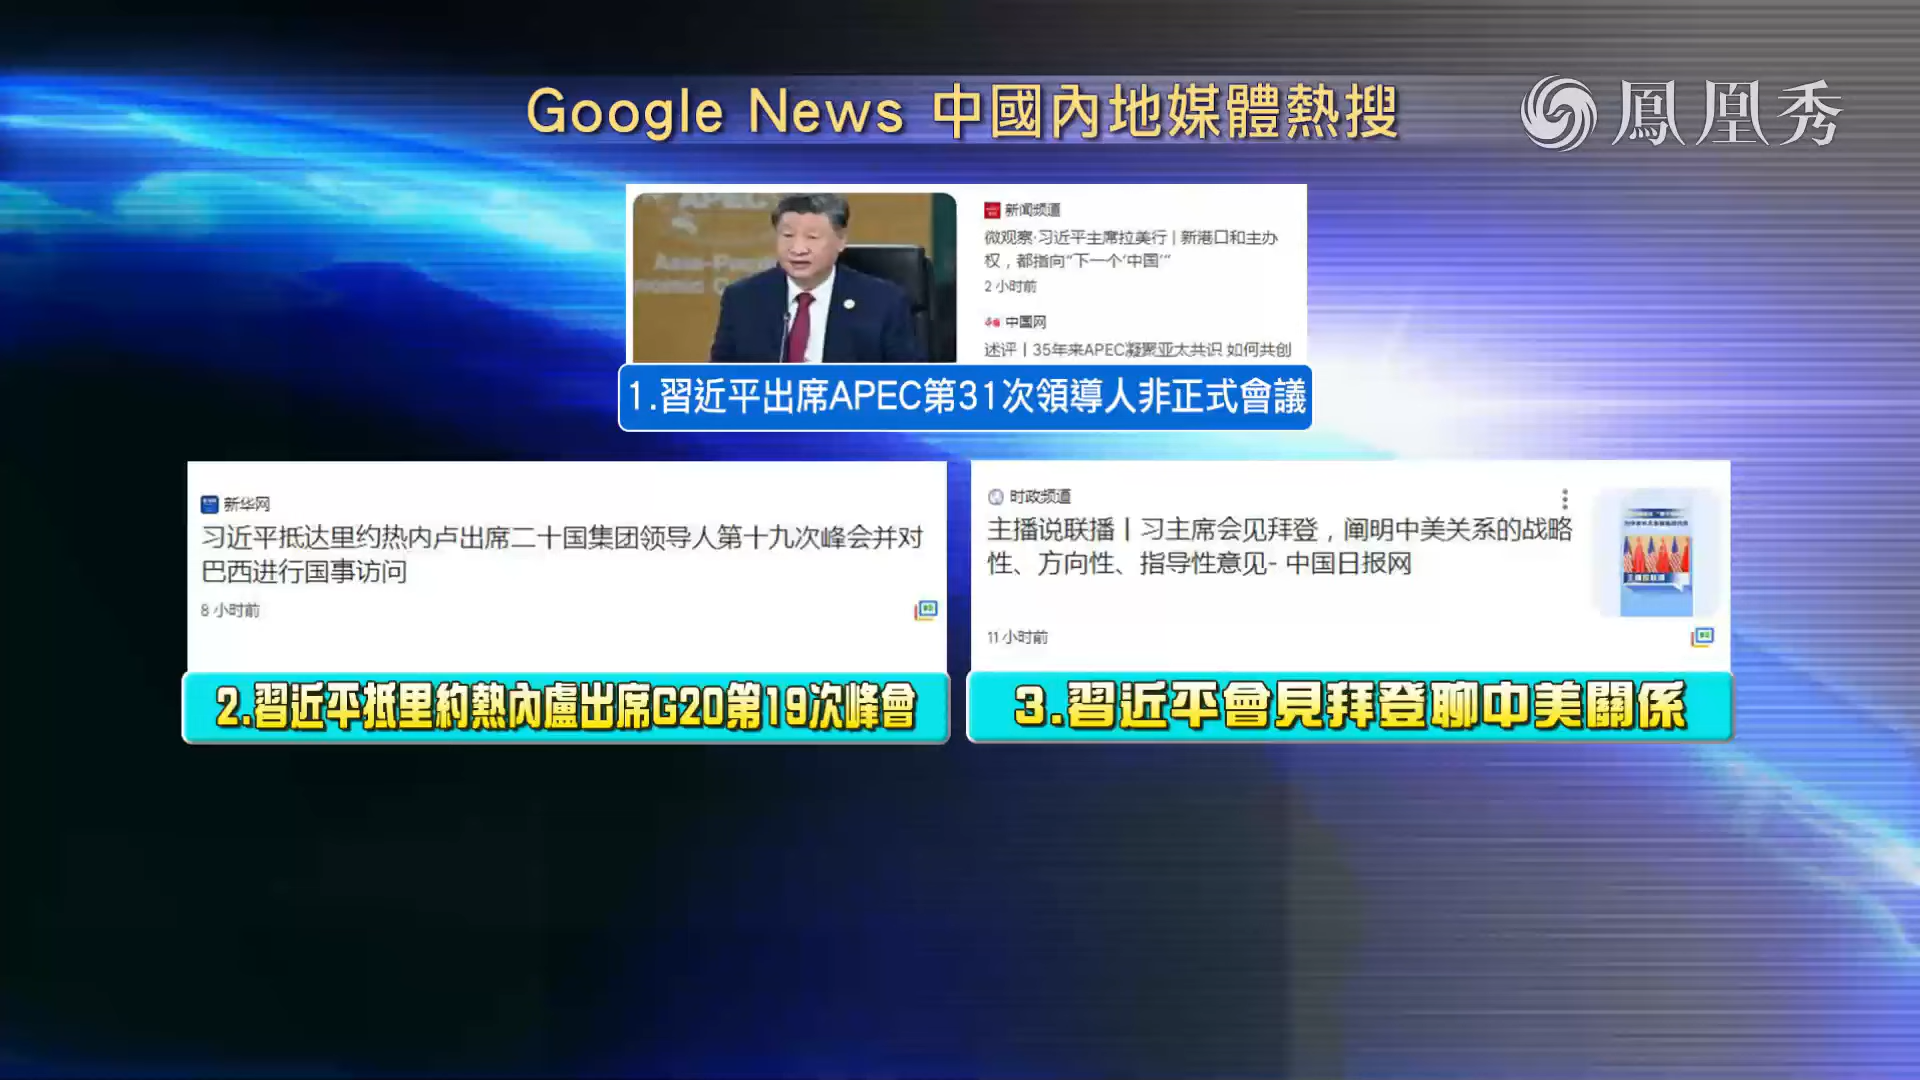 Google News 中國內地媒體熱搜
鳳凰秀
新闻频道
微观察·习近平主席拉美行 | 新港口和主办
权，都指向“下一个‘中国’”
2 小时前
中国网
述评丨35年来APEC凝聚亚太共识 如何共创
APEC
Asia-Pac
1.習近平出席APEC第31次領導人非正式會議
新华网
习近平抵达里约热内卢出席二十国集团领导人第十九次峰会并对
巴西进行国事访问
8 小时前
2.習近平抵里約熱內盧出席G20第19次峰會
时政频道
主播说联播丨习主席会见拜登，阐明中美关系的战略
性、方向性、指导性意见- 中国日报网
11 小时前
主播说联播
3.習近平會見拜登聊中美關係